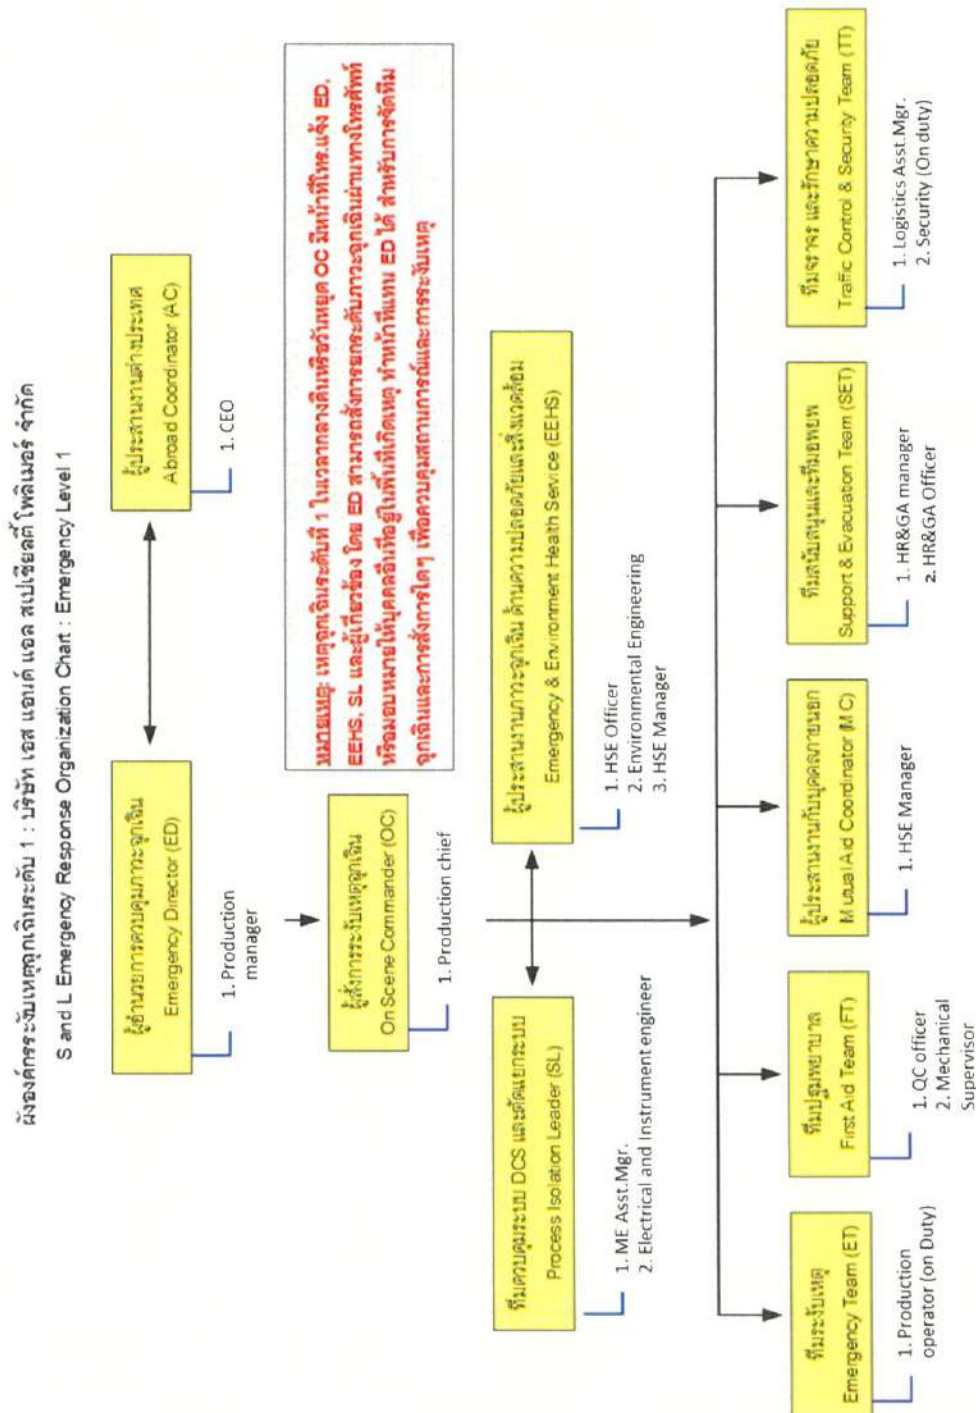 ผังองค์กรระงับเหตุฉุกเฉินระดับ 1 : บริษัท เอส แอนด์ แอล สเปเชียลตี้ โพลิเมอร์ จำกัด
S and L Emergency Response Organization Chart : Emergency Level 1
ผู้อำนวยการควบคุมภาวะฉุกเฉิน
Emergency Director (ED)
1. Production
manager
ผู้ประสานงานต่างประเทศ
Abroad Coordinator (AC)
1. CEO
ผู้สั่งการระงับเหตุฉุกเฉิน
On Scene Commander (OC)
1. Production chief
หมายเหตุ: เหตุฉุกเฉินระดับที่ 1 ในเวลากลางคืนหรือวันหยุด OC มีหน้าที่โทร.แจ้ง ED,
EEHS, SL และผู้เกี่ยวข้อง โดย ED สามารถสั่งการยกระดับภาวะฉุกเฉินผ่านทางโทรศัพท์
หรือมอบหมายให้บุคคลอื่นที่อยู่ในพื้นที่เกิดเหตุ ทำหน้าที่แทน ED ได้ สำหรับการจัดทีม
ฉุกเฉินและการสั่งการใดๆ เพื่อควบคุมสถานการณ์และการระงับเหตุ
ทีมควบคุมระบบ DCS และตัดแยกระบบ
Process Isolation Leader (SL)
1. ME Asst.Mgr.
2. Electrical and Instrument engineer
ผู้ประสานงานภาวะฉุกเฉิน ด้านความปลอดภัยและสิ่งแวดล้อม
Emergency & Environment Health Service (EEHS)
1. HSE Officer
2. Environmental Engineering
3. HSE Manager
ทีมระงับเหตุ
Emergency Team (ET)
1. Production
operator (on Duty)
ทีมปฐมพยาบาล
First Aid Team (FT)
1. QC officer
2. Mechanical
Supervisor
ผู้ประสานงานกับบุคคลภายนอก
Mutual Aid Coordinator (MC)
1. HSE Manager
ทีมสนับสนุนและทีมอพยพ
Support & Evacuation Team (SET)
1. HR&GA manager
2. HR&GA Officer
ทีมจราจร และรักษาความปลอดภัย
Traffic Control & Security Team (TT)
1. Logistics Asst.Mgr.
2. Security (On duty)